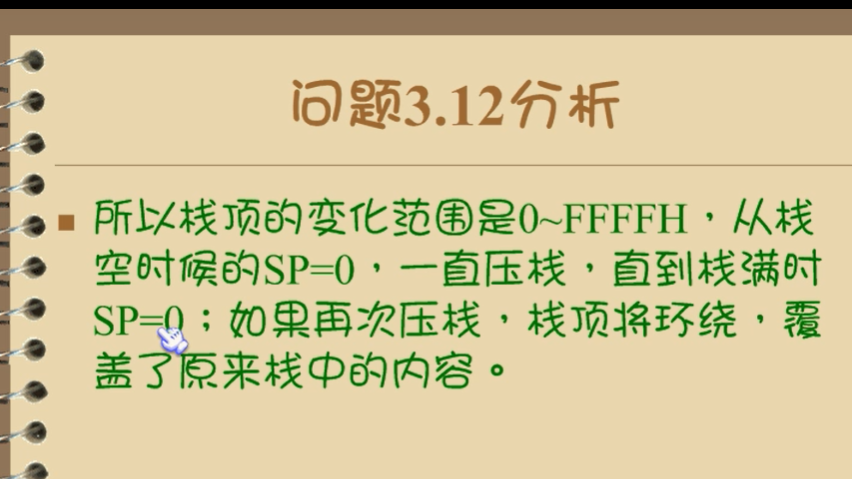 问题3.12分析
所以栈顶的变化范围是0~FFFFH，从栈
空时候的SP=0，一直压栈，直到栈满时
SP=0；如果再次压栈，栈顶将环绕，覆
盖了原来栈中的内容。